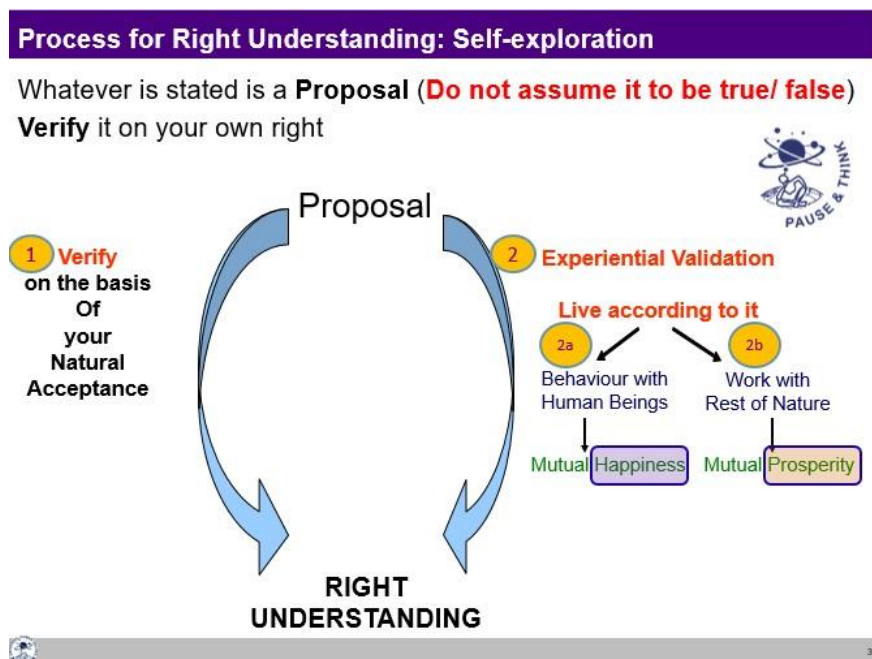 Process for Right Understanding: Self-exploration
Whatever is stated is a Proposal (Do not assume it to be true/ false)
Verify it on your own right
PAUSE & THINK
Proposal
1 Verify
on the basis
Of
your
Natural
Acceptance
2 Experiential Validation
Live according to it
2a
2b
Behaviour with
Human Beings
Work with
Rest of Nature
Mutual Happiness
Mutual Prosperity
RIGHT
UNDERSTANDING
3